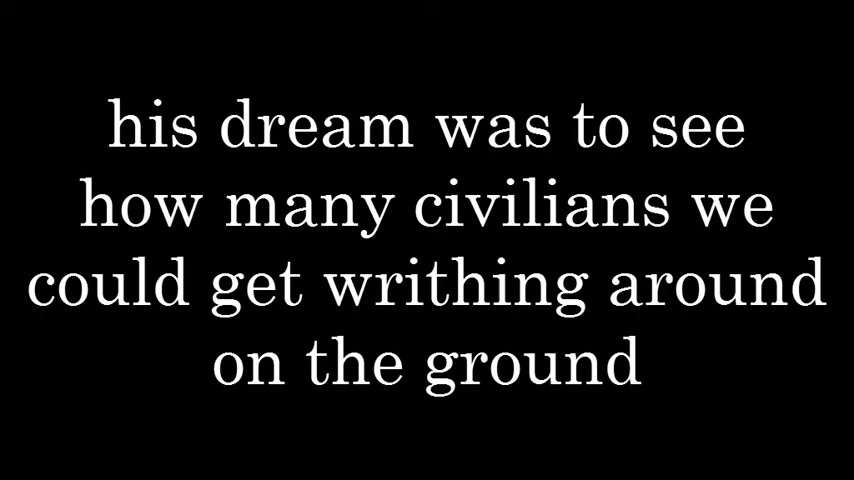 his dream was to see
how many civilians we
could get writhing around
on the ground